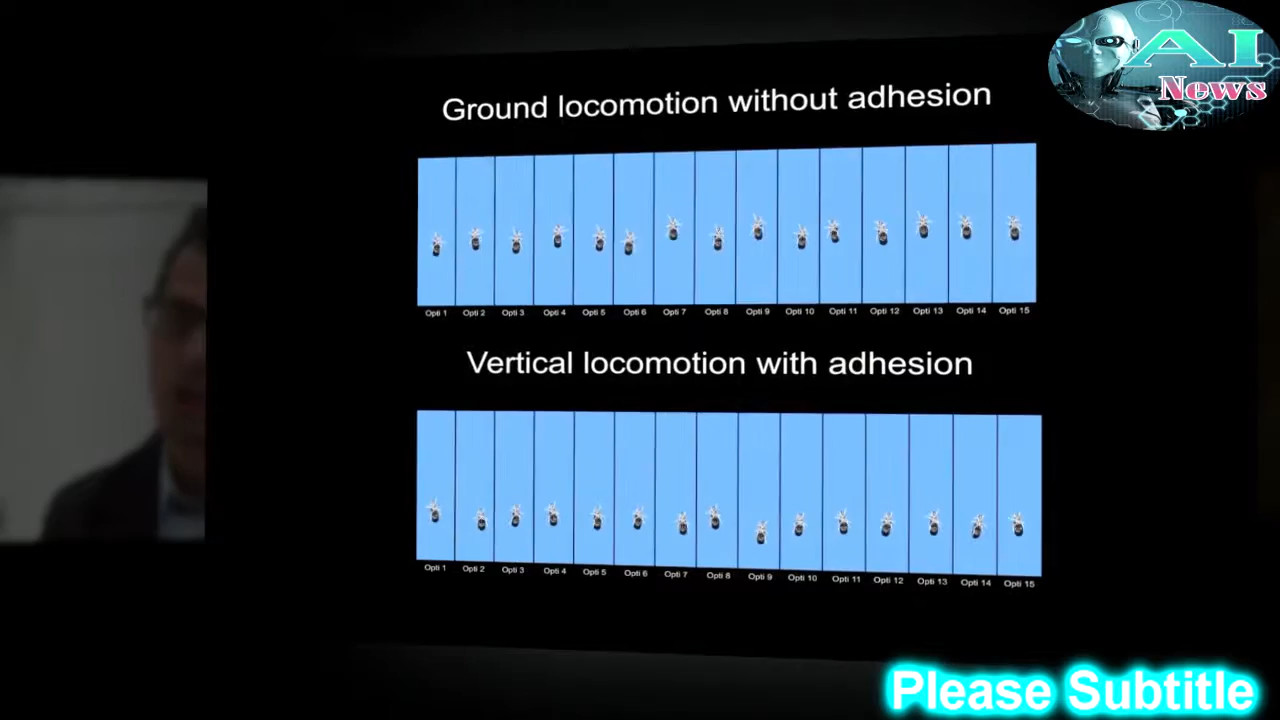 AI
News
Ground locomotion without adhesion
Opti 1 Opti 2 Opti 3 Opti 4 Opti 5 Opti 6 Opti 7 Opti 8 Opti 9 Opti 10 Opti 11 Opti 12 Opti 13 Opti 14 Opti 15
Vertical locomotion with adhesion
Opti 1 Opti 2 Opti 3 Opti 4 Opti 5 Opti 6 Opti 7 Opti 8 Opti 9 Opti 10 Opti 11 Opti 12 Opti 13 Opti 14 Opti 15
Please Subtitle